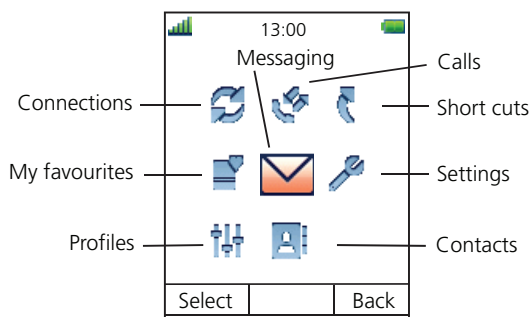 13:00
Messaging
Calls
Connections
Short cuts
My favourites
Settings
Profiles
Contacts
Select
Back